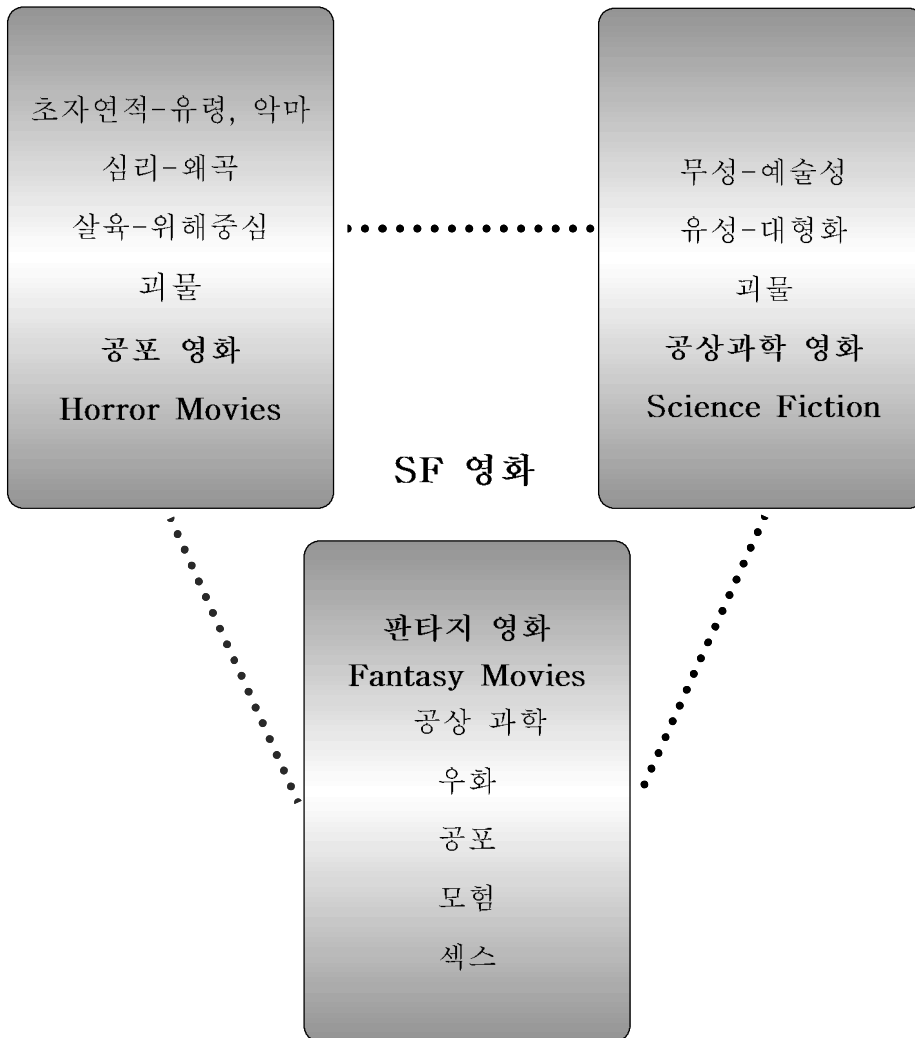 초자연적-유령, 악마
심리-왜곡
살육-위해중심
괴물
공포 영화
Horror Movies
무성-예술성
유성-대형화
괴물
공상과학 영화
Science Fiction
SF 영화
판타지 영화
Fantasy Movies
공상 과학
우화
공포
모험
섹스